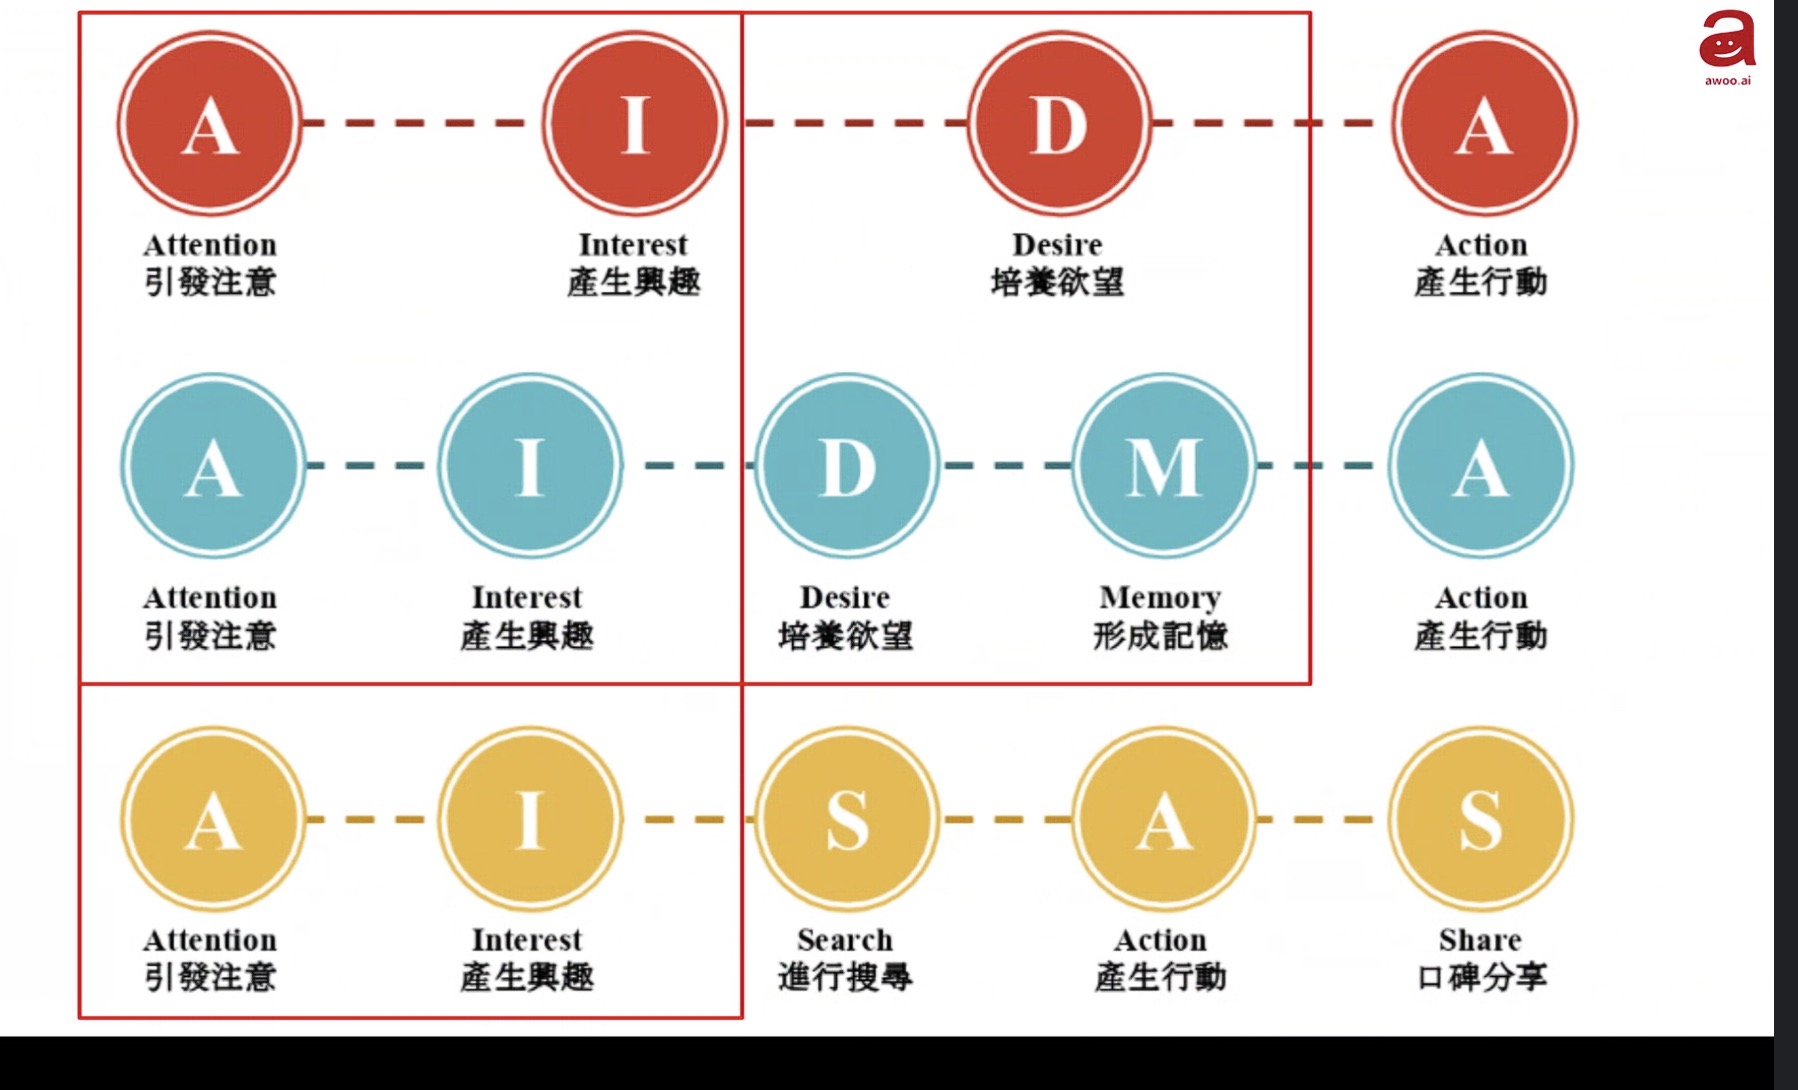 a
awoo.ai
A I D A
Attention Interest Desire Action
引發注意 產生興趣 培養欲望 產生行動
A I D M A
Attention Interest Desire Memory Action
引發注意 產生興趣 培養欲望 形成記憶 產生行動
A I S A S
Attention Interest Search Action Share
引發注意 產生興趣 進行搜尋 產生行動 口碑分享